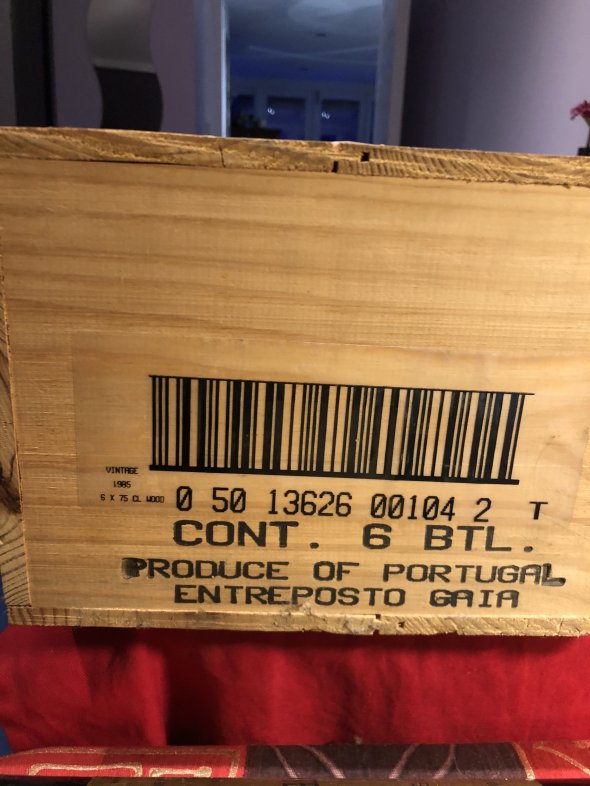 VINTAGE
1985
6 X 75 CL WOOD
0 50 13626 00104 2 T
CONT. 6 BTL.
PRODUCE OF PORTUGAL
ENTREPOSTO GAIA